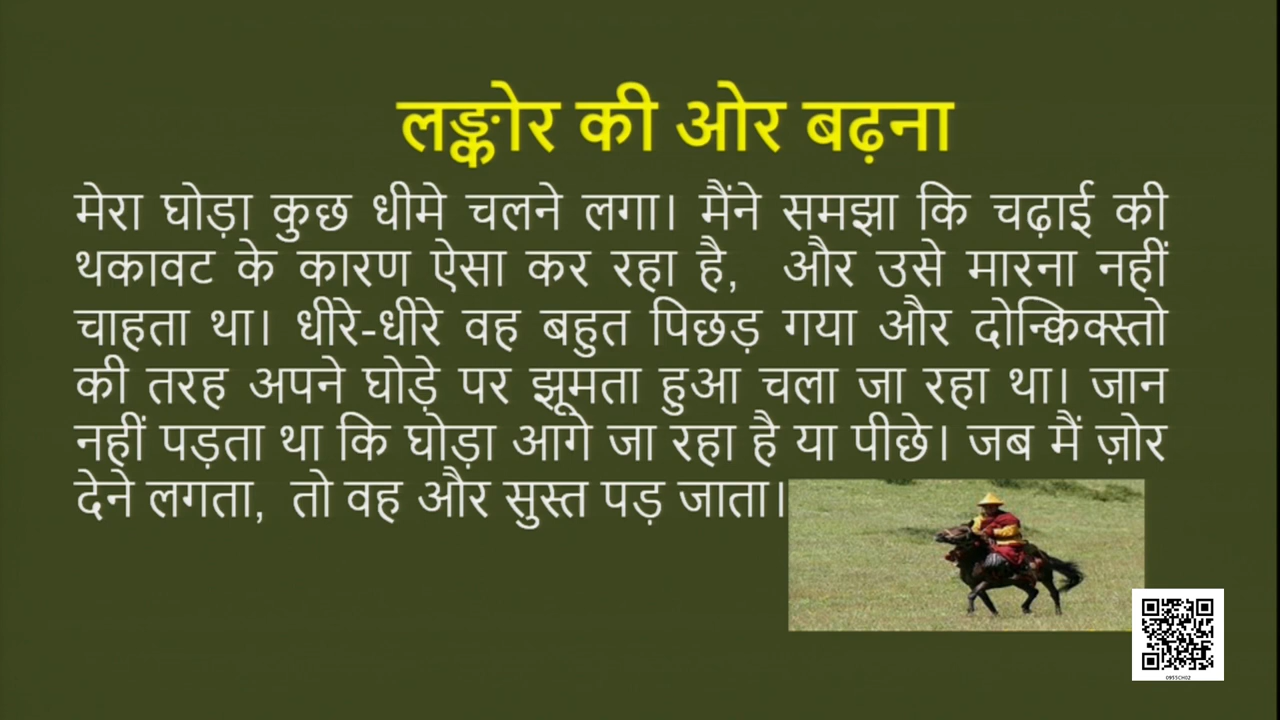 लङ्कोर की ओर बढ़ना
मेरा घोड़ा कुछ धीमे चलने लगा। मैंने समझा कि चढ़ाई की
थकावट के कारण ऐसा कर रहा है,  और उसे मारना नहीं
चाहता था। धीरे-धीरे वह बहुत पिछड़ गया और दोन्क्विक्स्तो
की तरह अपने घोड़े पर झूमता हुआ चला जा रहा था। जान
नहीं पड़ता था कि घोड़ा आगे जा रहा है या पीछे। जब मैं ज़ोर
देने लगता,  तो वह और सुस्त पड़ जाता।
0955CH02